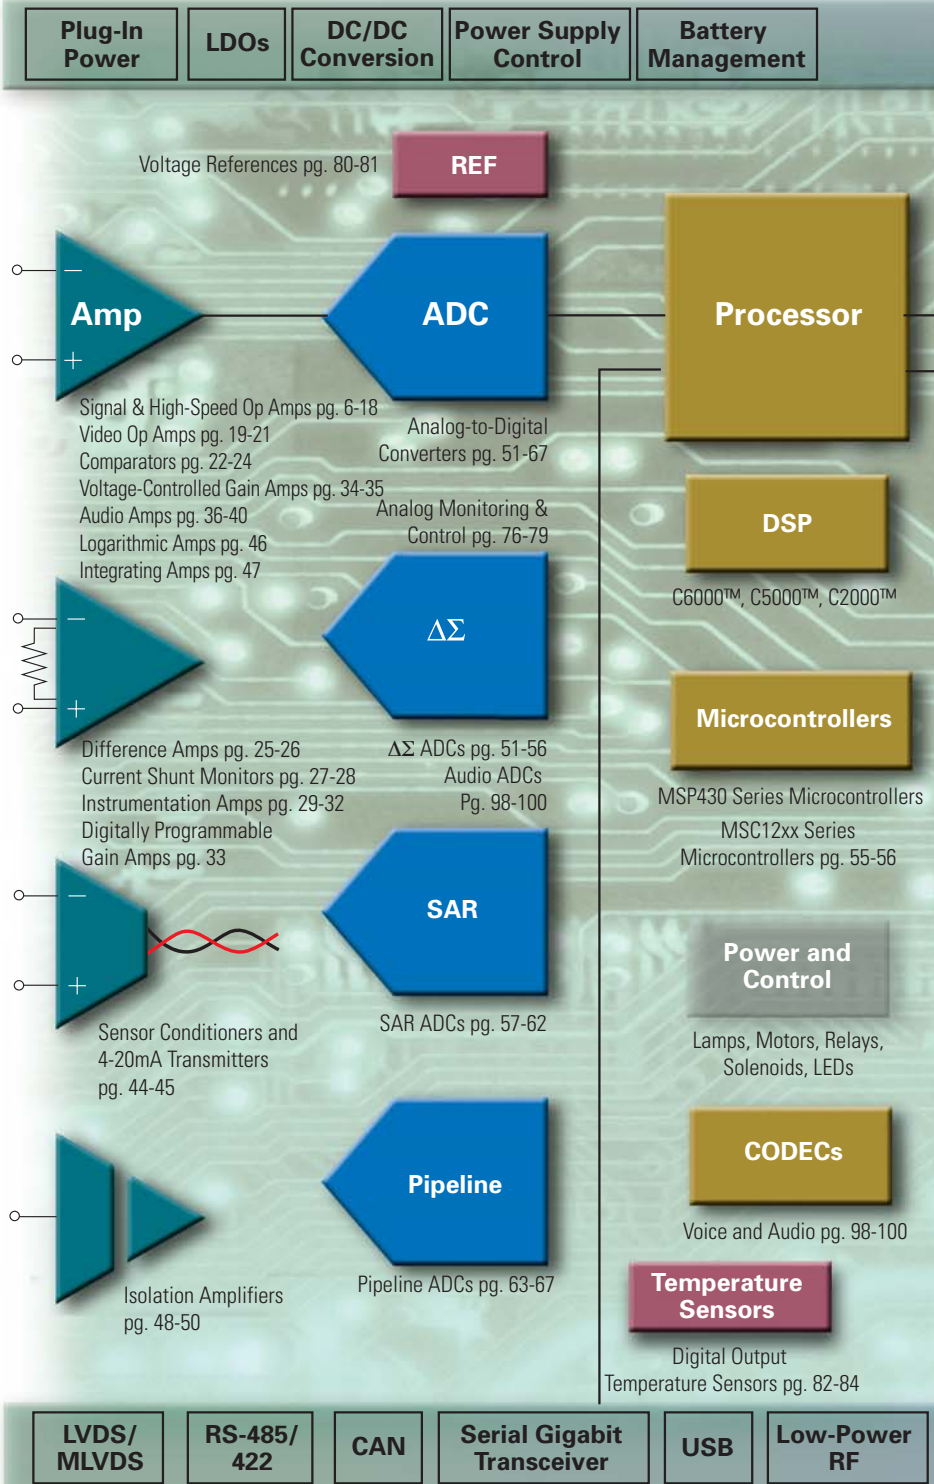 Plug-In
Power
LDOs
DC/DC
Conversion
Power Supply
Control
Battery
Management
Voltage References pg. 80-81
REF
Amp
ADC
Processor
Signal & High-Speed Op Amps pg. 6-18
Video Op Amps pg. 19-21
Comparators pg. 22-24
Voltage-Controlled Gain Amps pg. 34-35
Audio Amps pg. 36-40
Logarithmic Amps pg. 46
Integrating Amps pg. 47
Analog-to-Digital
Converters pg. 51-67
Analog Monitoring &
Control pg. 76-79
DSP
C6000™, C5000™, C2000™
ΔΣ
Difference Amps pg. 25-26
Current Shunt Monitors pg. 27-28
Instrumentation Amps pg. 29-32
Digitally Programmable
Gain Amps pg. 33
ΔΣ ADCs pg. 51-56
Audio ADCs
Pg. 98-100
Microcontrollers
MSP430 Series Microcontrollers
MSC12xx Series
Microcontrollers pg. 55-56
SAR
SAR ADCs pg. 57-62
Sensor Conditioners and
4-20mA Transmitters
pg. 44-45
Power and
Control
Lamps, Motors, Relays,
Solenoids, LEDs
Pipeline
Pipeline ADCs pg. 63-67
Isolation Amplifiers
pg. 48-50
CODECs
Voice and Audio pg. 98-100
Temperature
Sensors
Digital Output
Temperature Sensors pg. 82-84
LVDS/
MLVDS
RS-485/
422
CAN
Serial Gigabit
Transceiver
USB
Low-Power
RF